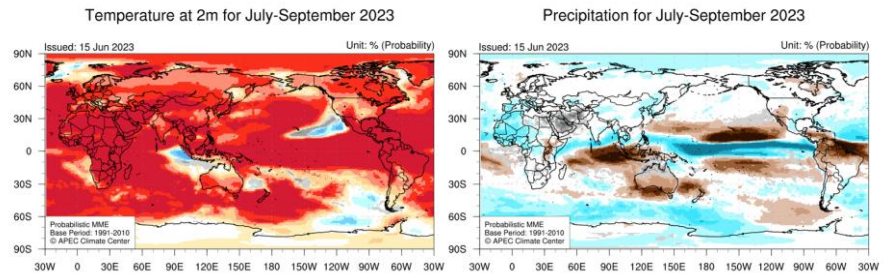 Temperature at 2m for July-September 2023
Issued: 15 Jun 2023
Unit: % (Probability)
90N
60N
30N
0
30S
60S
90S
Probabilistic MME
Base Period: 1991-2010
© APEC Climate Center
30W 0 30E 60E 90E 120E 150E 180 150W 120W 90W 60W 30W
Precipitation for July-September 2023
Issued: 15 Jun 2023
Unit: % (Probability)
90N
60N
30N
0
30S
60S
90S
Probabilistic MME
Base Period: 1991-2010
© APEC Climate Center
30W 0 30E 60E 90E 120E 150E 180 150W 120W 90W 60W 30W